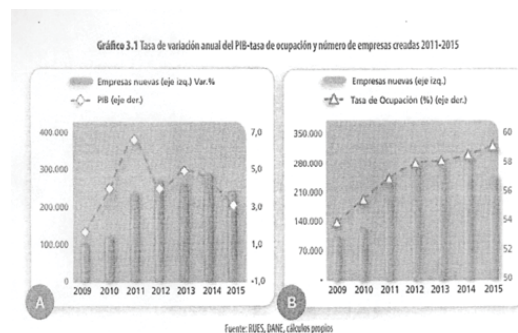 Gráfico 3.1 Tasa de variación anual del PIB-tasa de ocupación y número de empresas creadas 2011-2015
Empresas nuevas (eje izq.) Var.%
PIB (eje der.)
400.000
300.000
200.000
100.000
0
7,0
5,0
3,0
1,0
-1,0
2009 2010 2011 2012 2013 2014 2015
A
Empresas nuevas (eje izq.)
Tasa de Ocupación (%) (eje der.)
350.000
280.000
210.000
140.000
70.000
-
60
58
56
54
52
50
2009 2010 2011 2012 2013 2014 2015
B
Fuente: RUES, DANE, cálculos propios